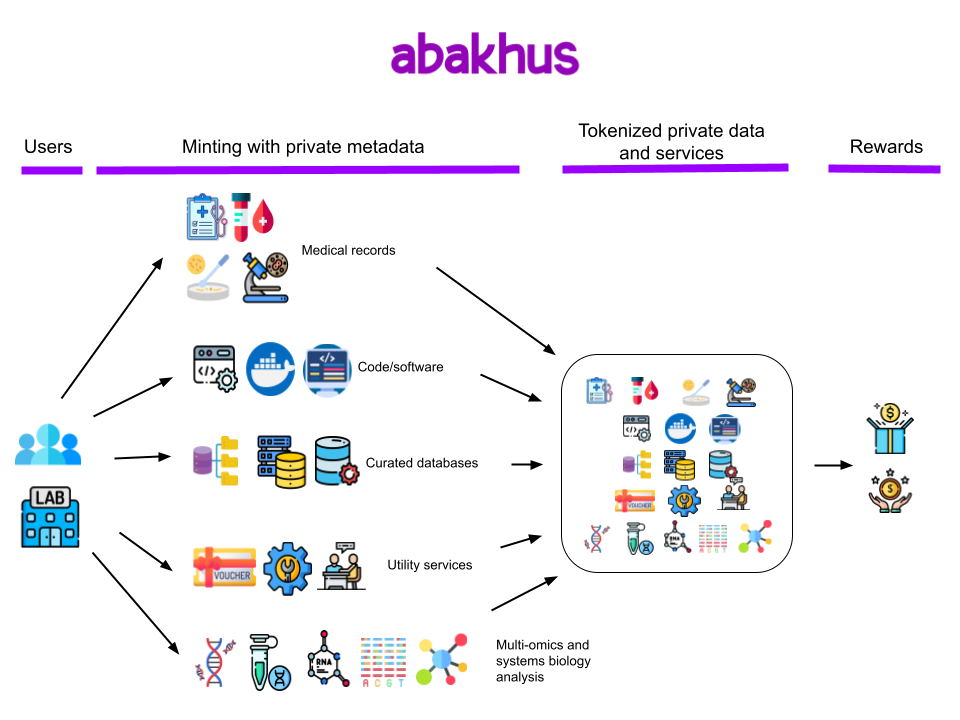 abakhus
Users
Minting with private metadata
Tokenized private data
and services
Rewards
Medical records
</>
Code/software
</>
</>
Curated databases
LAB
VOUCHER
Utility services
RNA
A C G T
Multi-omics and
systems biology
analysis
</>
</>
VOUCHER
RNA
A C G T
$
$